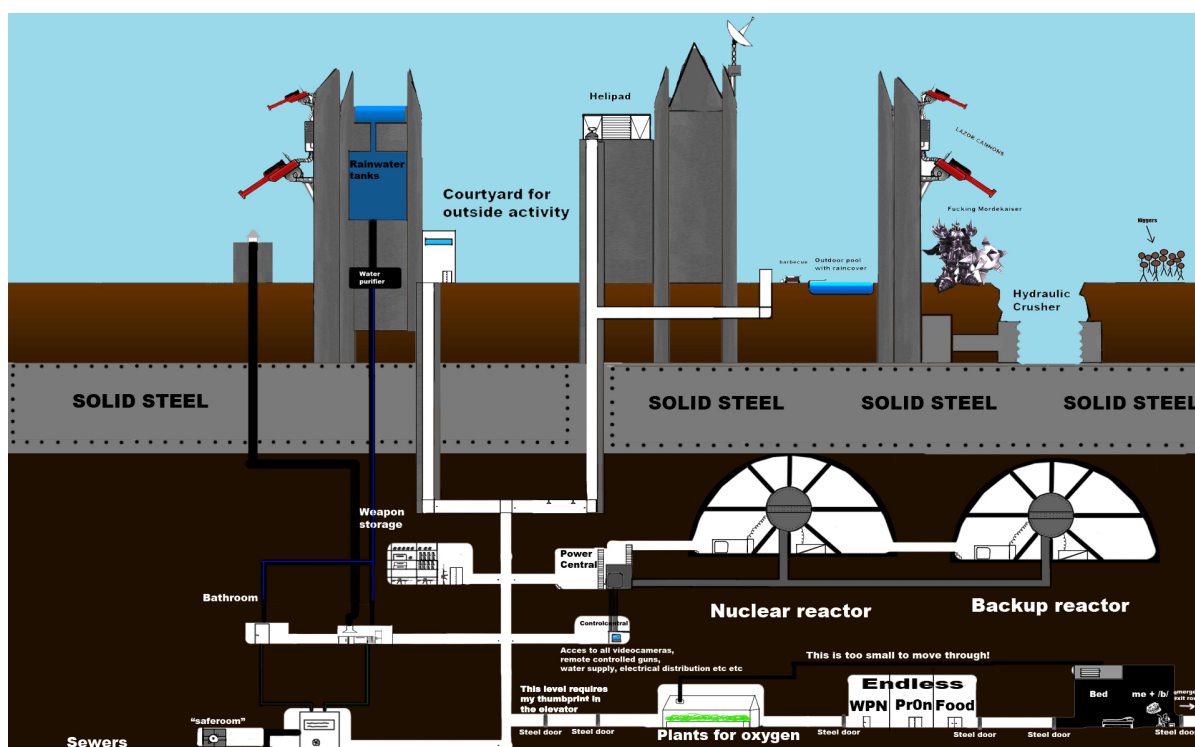 Helipad
LAZOR CANNONS
Rainwater
tanks
Courtyard for
outside activity
Fucking Mordekaiser
Niggers
Water
purifier
barbecue
Outdoor pool
with raincover
Hydraulic
Crusher
SOLID STEEL
SOLID STEEL
SOLID STEEL
SOLID STEEL
Weapon
storage
Power
Central
Nuclear reactor
Backup reactor
Bathroom
Controlcentral
Acces to all videocameras,
remote controlled guns,
water supply, electrical distribution etc etc
This is too small to move through!
This level requires
my thumbprint in
the elevator
Endless
WPN
Pr0n
Food
Bed
me + /b/
emerge
exit rou
"saferoom"
Steel door
Steel door
Plants for oxygen
Steel door
Steel door
Steel door
Steel door
Sewers